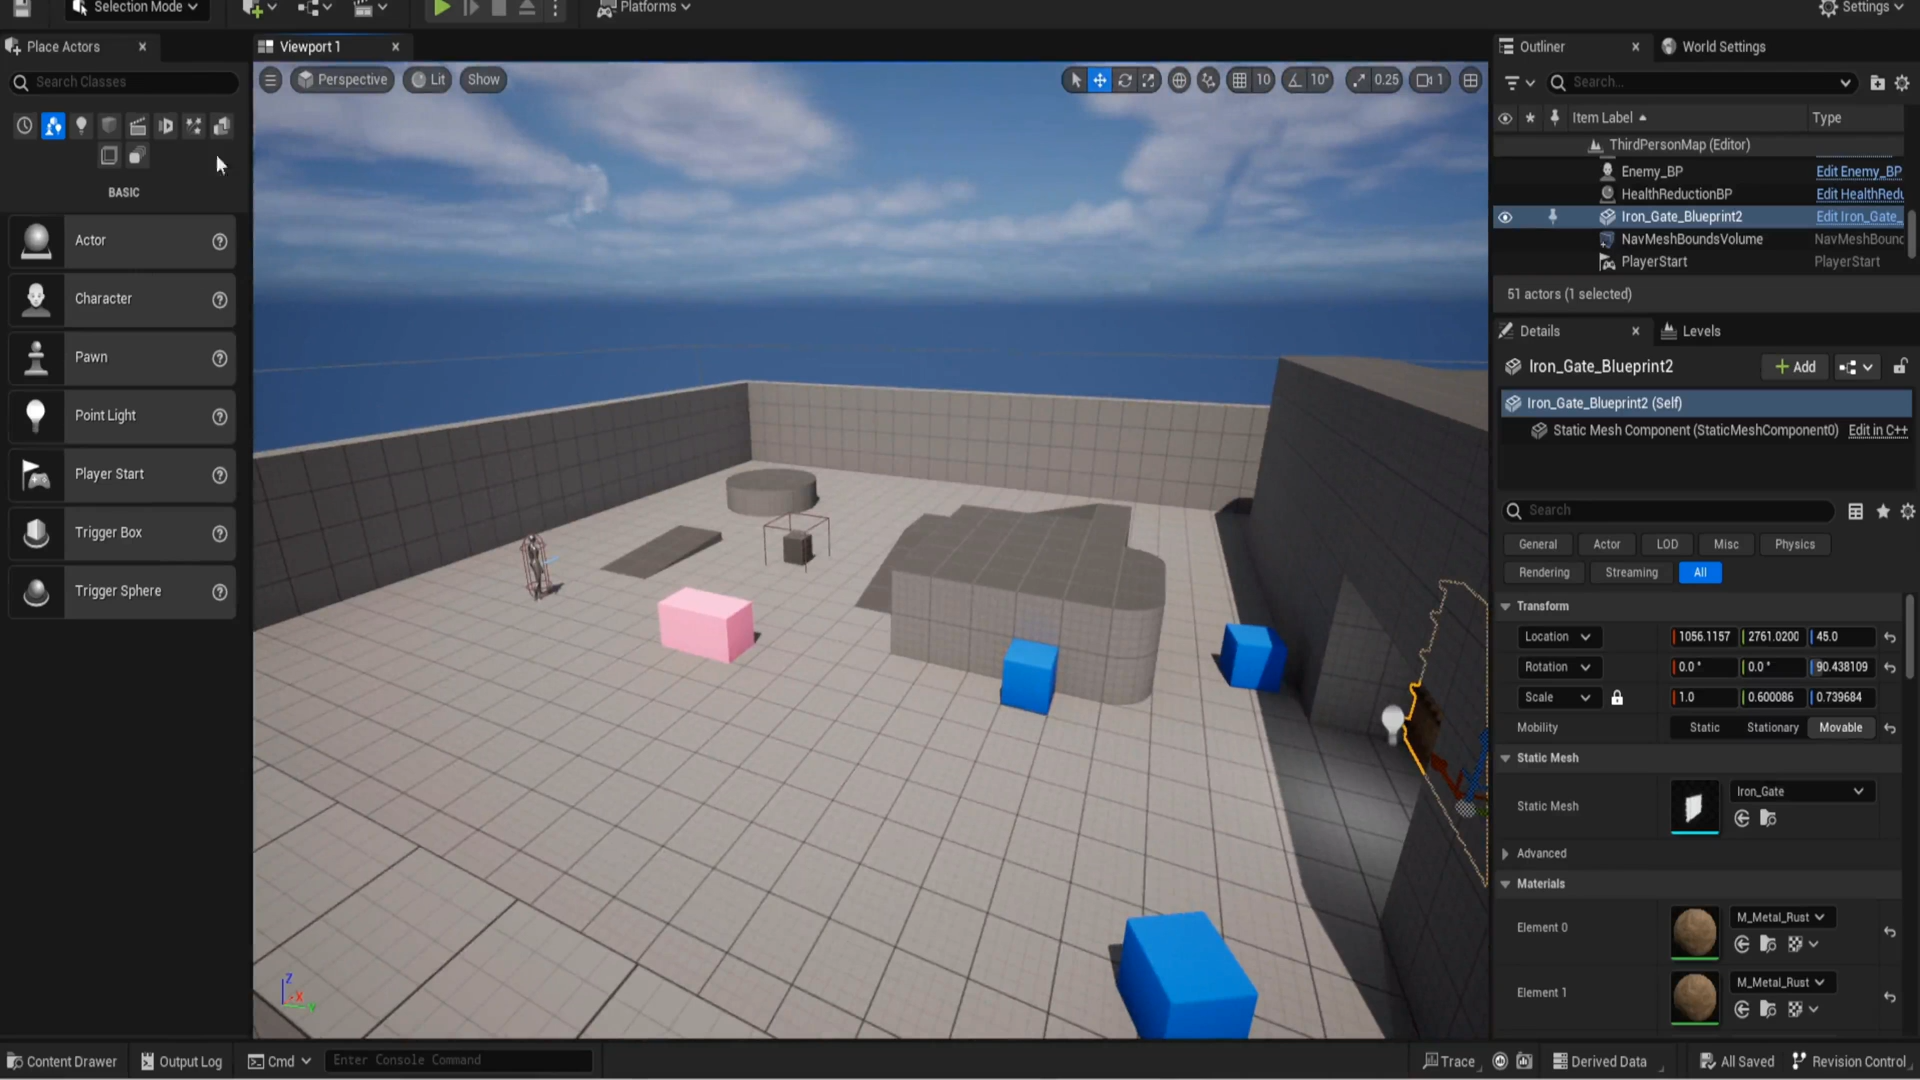 Selection Mode
Platforms
Settings
Place Actors
Search Classes
BASIC
Actor
Character
Pawn
Point Light
Player Start
Trigger Box
Trigger Sphere
Viewport 1
Perspective
Lit
Show
10
10°
0.25
1
Outliner
World Settings
Search...
Item Label
Type
ThirdPersonMap (Editor)
Enemy_BP
Edit Enemy_BP
HealthReductionBP
Edit HealthRedu
Iron_Gate_Blueprint2
Edit Iron_Gate_
NavMeshBoundsVolume
NavMeshBound
PlayerStart
PlayerStart
51 actors (1 selected)
Details
Levels
Iron_Gate_Blueprint2
Add
Iron_Gate_Blueprint2 (Self)
Static Mesh Component (StaticMeshComponent0)
Edit in C++
Search
General
Actor
LOD
Misc
Physics
Rendering
Streaming
All
Transform
Location
1056.1157
2761.0200
45.0
Rotation
0.0 °
0.0 °
90.438109
Scale
1.0
0.600086
0.739684
Mobility
Static
Stationary
Movable
Static Mesh
Static Mesh
Iron_Gate
Advanced
Materials
Element 0
M_Metal_Rust
Element 1
M_Metal_Rust
Z
X
Y
Content Drawer
Output Log
Cmd
Enter Console Command
Trace
Derived Data
All Saved
Revision Control